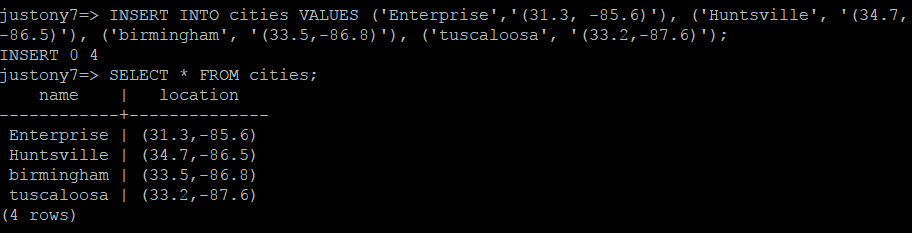 justony7=> INSERT INTO cities VALUES ('Enterprise','(31.3, -85.6)'), ('Huntsville', '(34.7,
-86.5)'), ('birmingham', '(33.5,-86.8)'), ('tuscaloosa', '(33.2,-87.6)');
INSERT 0 4
justony7=> SELECT * FROM cities;
    name    |   location
------------+--------------
 Enterprise | (31.3,-85.6)
 Huntsville | (34.7,-86.5)
 birmingham | (33.5,-86.8)
 tuscaloosa | (33.2,-87.6)
(4 rows)